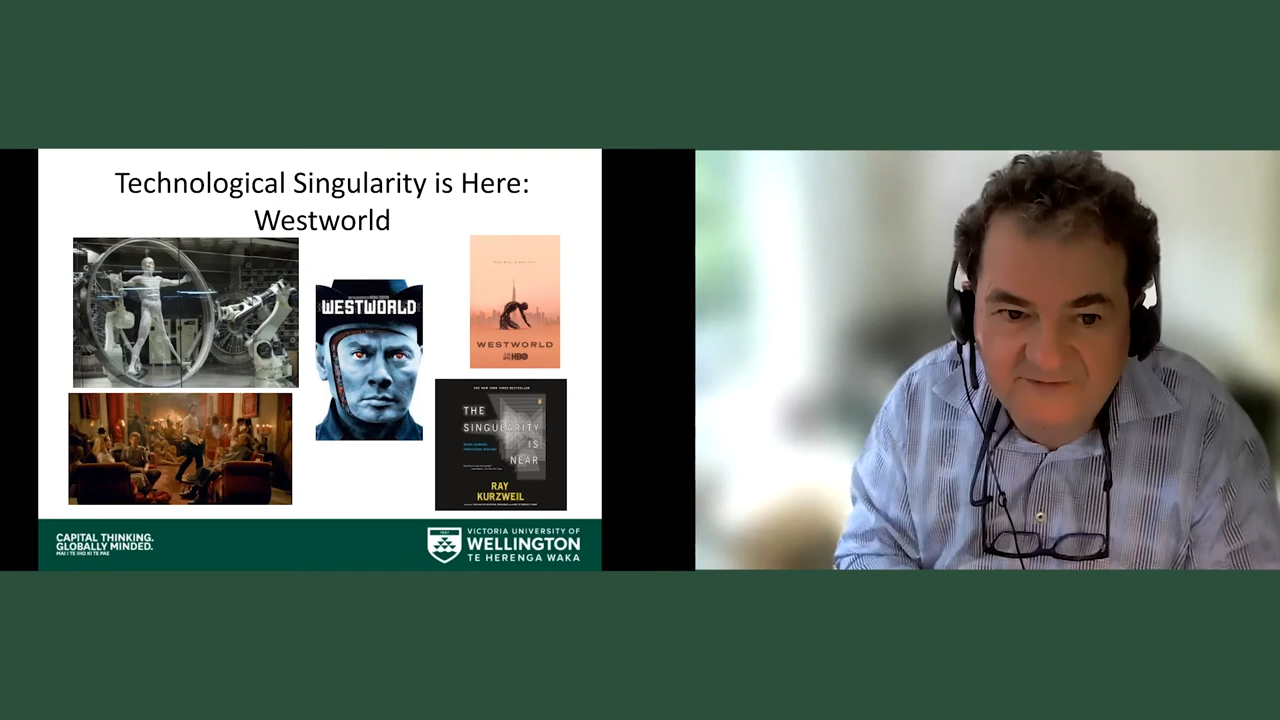 Technological Singularity is Here:
Westworld
WESTWORLD
WESTWORLD
HBO
THE NEW YORK TIMES BESTSELLER
THE
SINGULARITY
IS
NEAR
RAY
KURZWEIL
CAPITAL THINKING.
GLOBALLY MINDED.
MAI I TE IHO KI TE PAE
VICTORIA UNIVERSITY OF
WELLINGTON
TE HERENGA WAKA